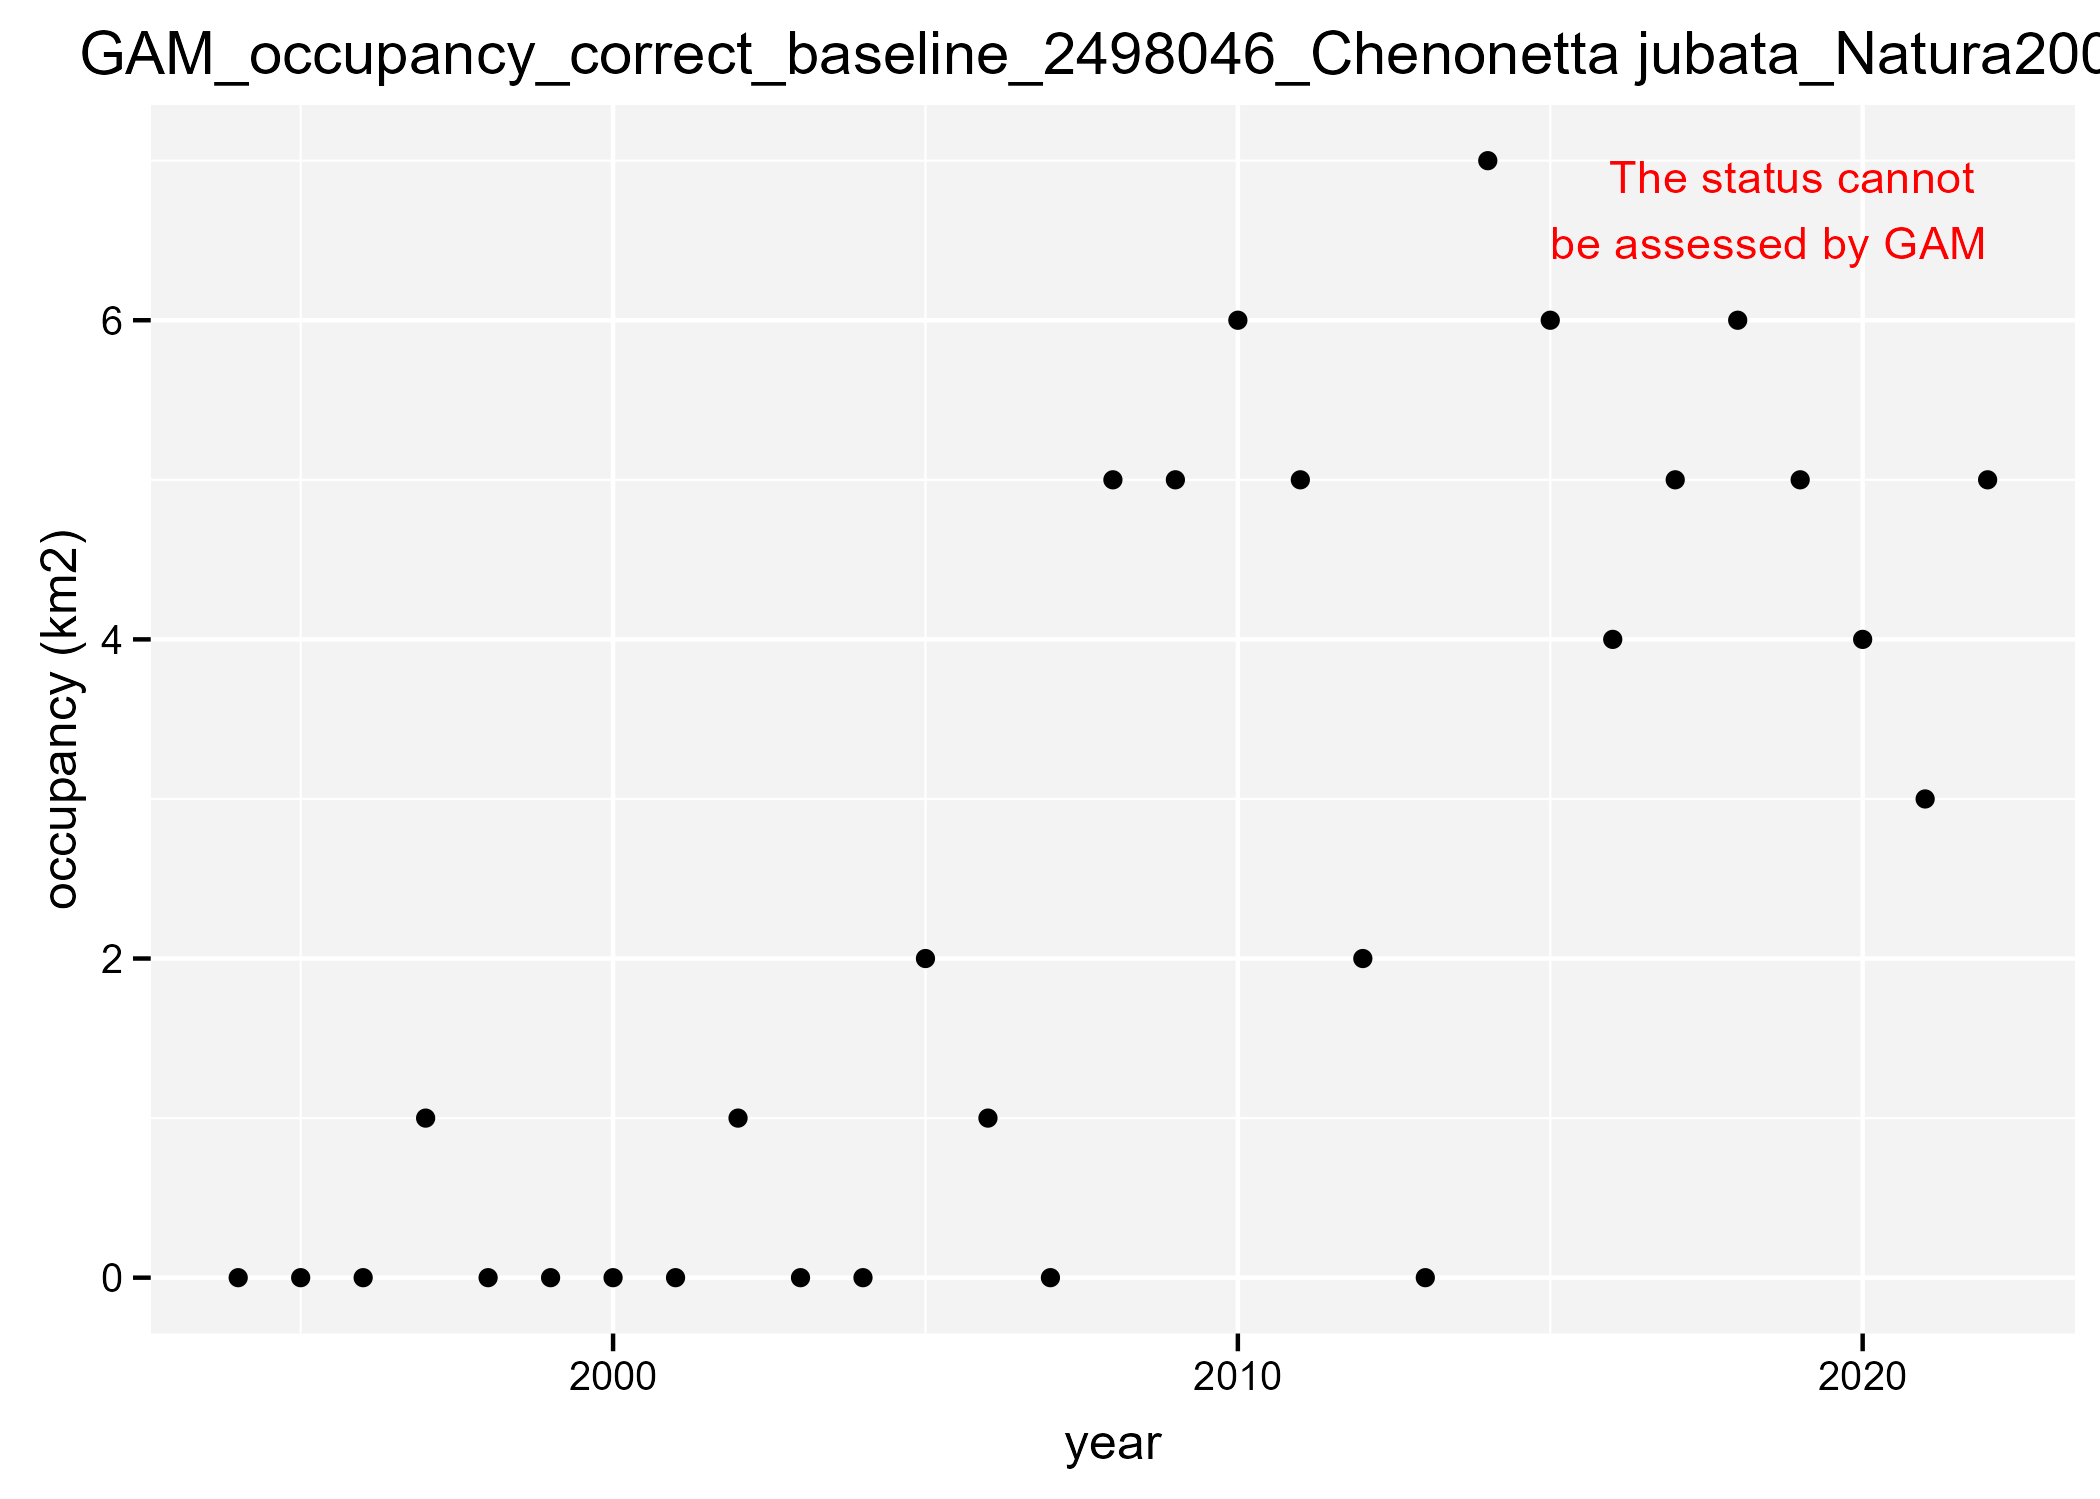 GAM_occupancy_correct_baseline_2498046_Chenonetta jubata_Natura200
The status cannot
be assessed by GAM
occupancy (km2)
6
4
2
0
2000 2010 2020
year